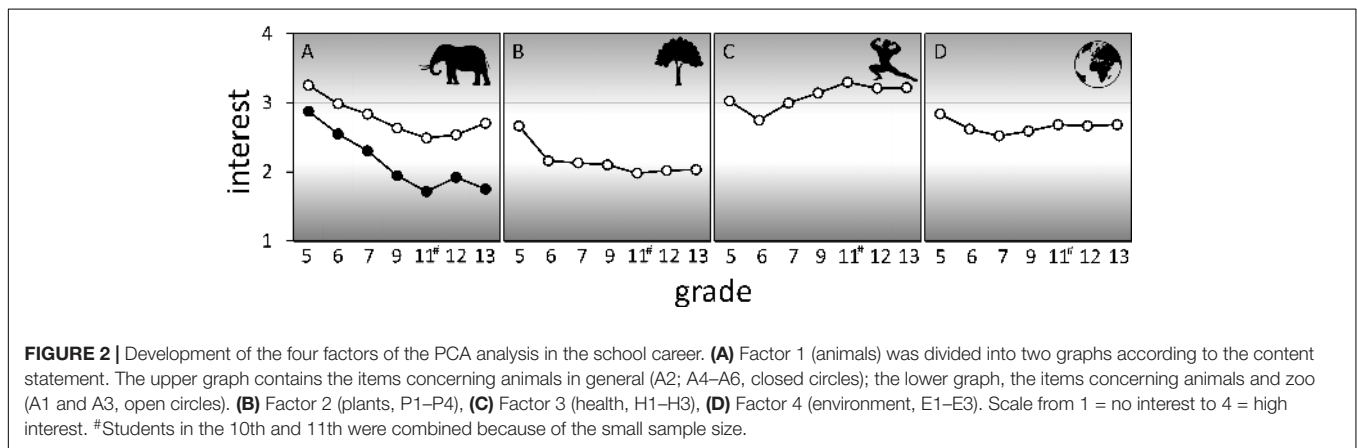 A B C D
4
3
2
1
interest
5 6 7 9 11# 12 13 5 6 7 9 11# 12 13 5 6 7 9 11# 12 13 5 6 7 9 11# 12 13
grade
FIGURE 2 | Development of the four factors of the PCA analysis in the school career. (A) Factor 1 (animals) was divided into two graphs according to the content
statement. The upper graph contains the items concerning animals in general (A2; A4–A6, closed circles); the lower graph, the items concerning animals and zoo
(A1 and A3, open circles). (B) Factor 2 (plants, P1–P4), (C) Factor 3 (health, H1–H3), (D) Factor 4 (environment, E1–E3). Scale from 1 = no interest to 4 = high
interest. #Students in the 10th and 11th were combined because of the small sample size.